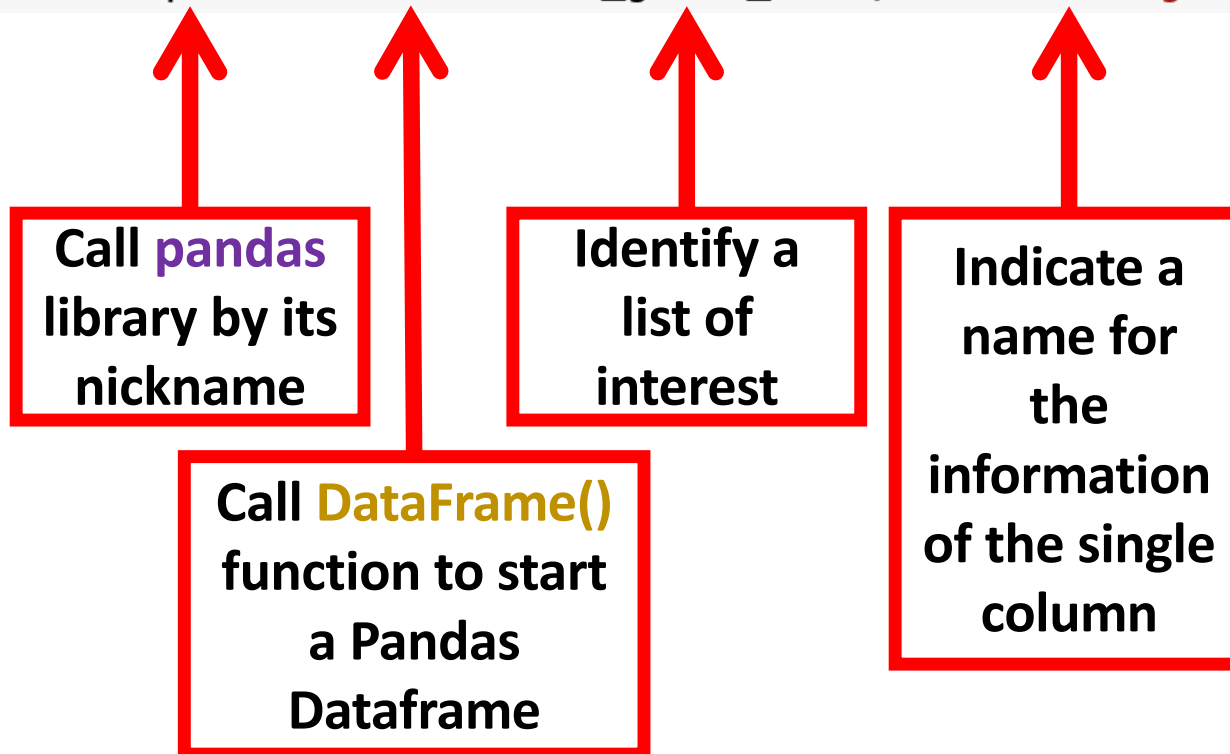 Call pandas
library by its
nickname
Call DataFrame()
function to start
a Pandas
Dataframe
Identify a
list of
interest
Indicate a
name for
the
information
of the single
column